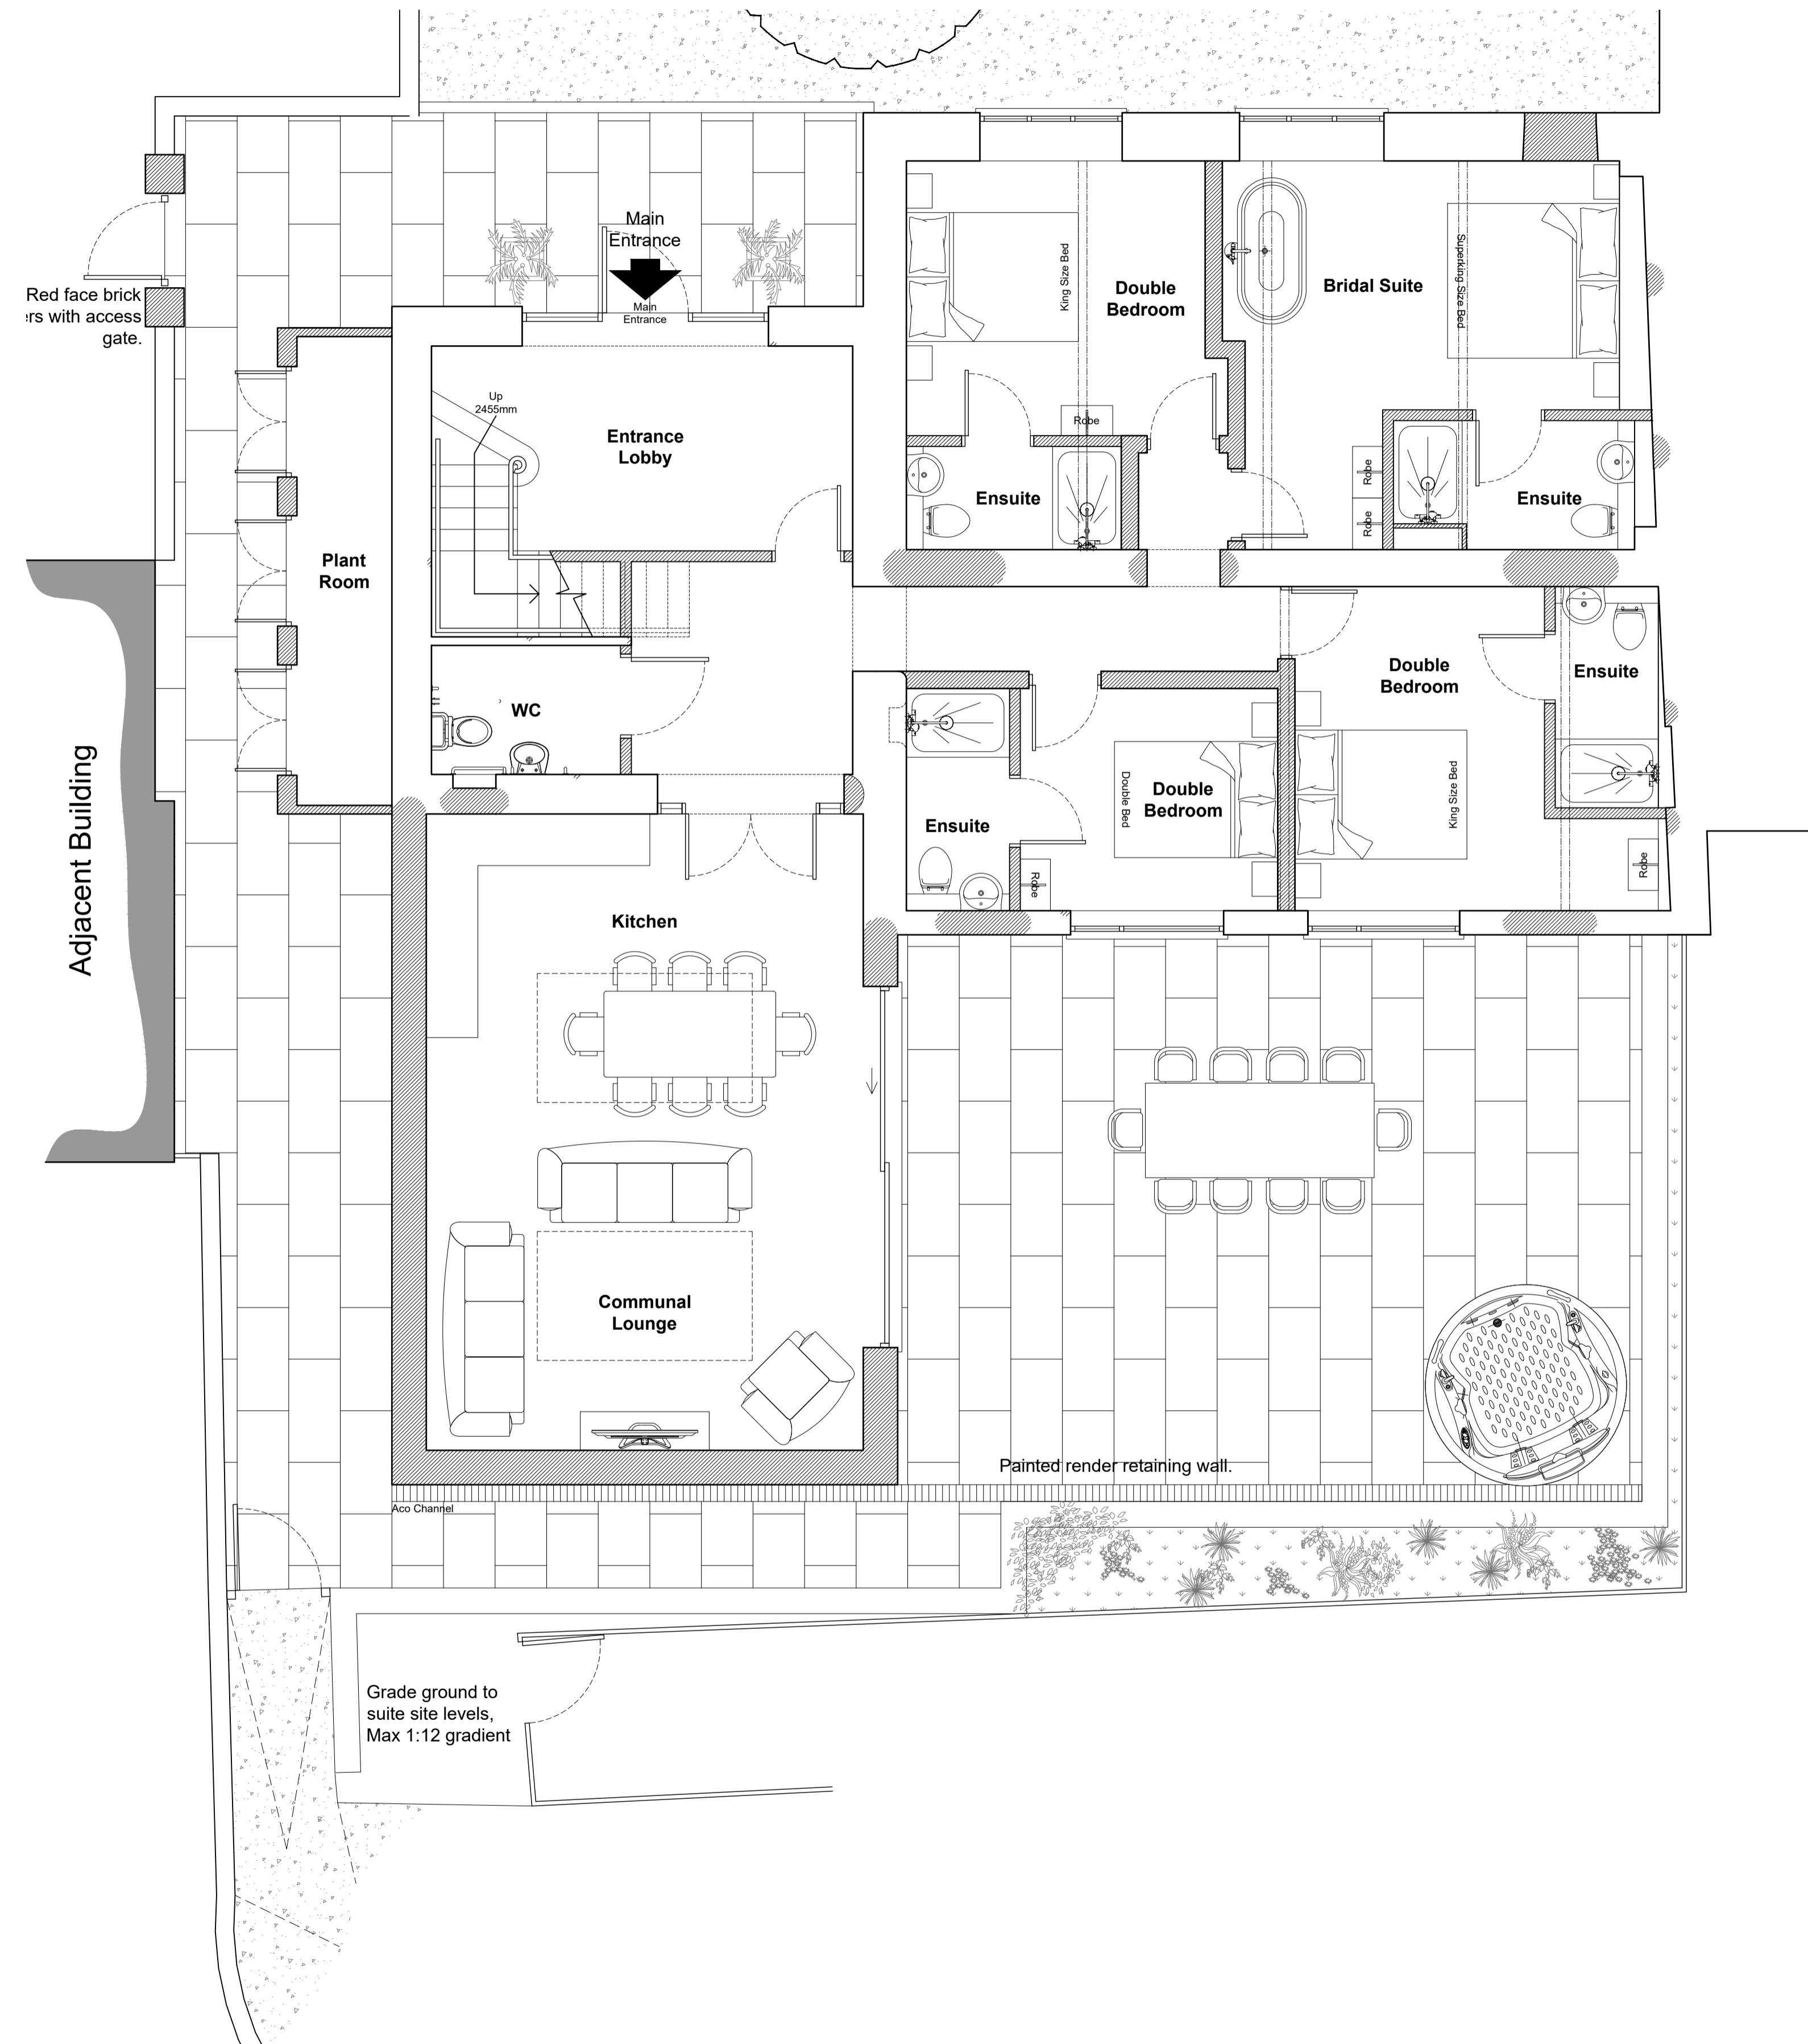 Main
Entrance
Main
Entrance
Red face brick
ers with access
gate.
King Size Bed
Double
Bedroom
Bridal Suite
Superking Size Bed
Up
2455mm
Entrance
Lobby
Robe
Ensuite
Robe
Robe
Ensuite
Plant
Room
WC
Double
Bedroom
Ensuite
Adjacent Building
Ensuite
Double Bed
Double
Bedroom
King Size Bed
Robe
Robe
Kitchen
Communal
Lounge
Painted render retaining wall.
Aco Channel
Grade ground to
suite site levels,
Max 1:12 gradient